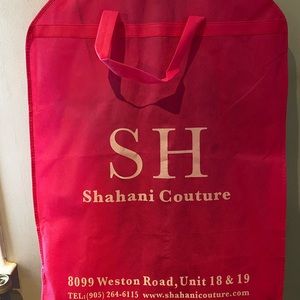 SH
Shahani Couture
8099 Weston Road, Unit 18 & 19
TEL:(905) 264-6115 www.shahanicouture.com